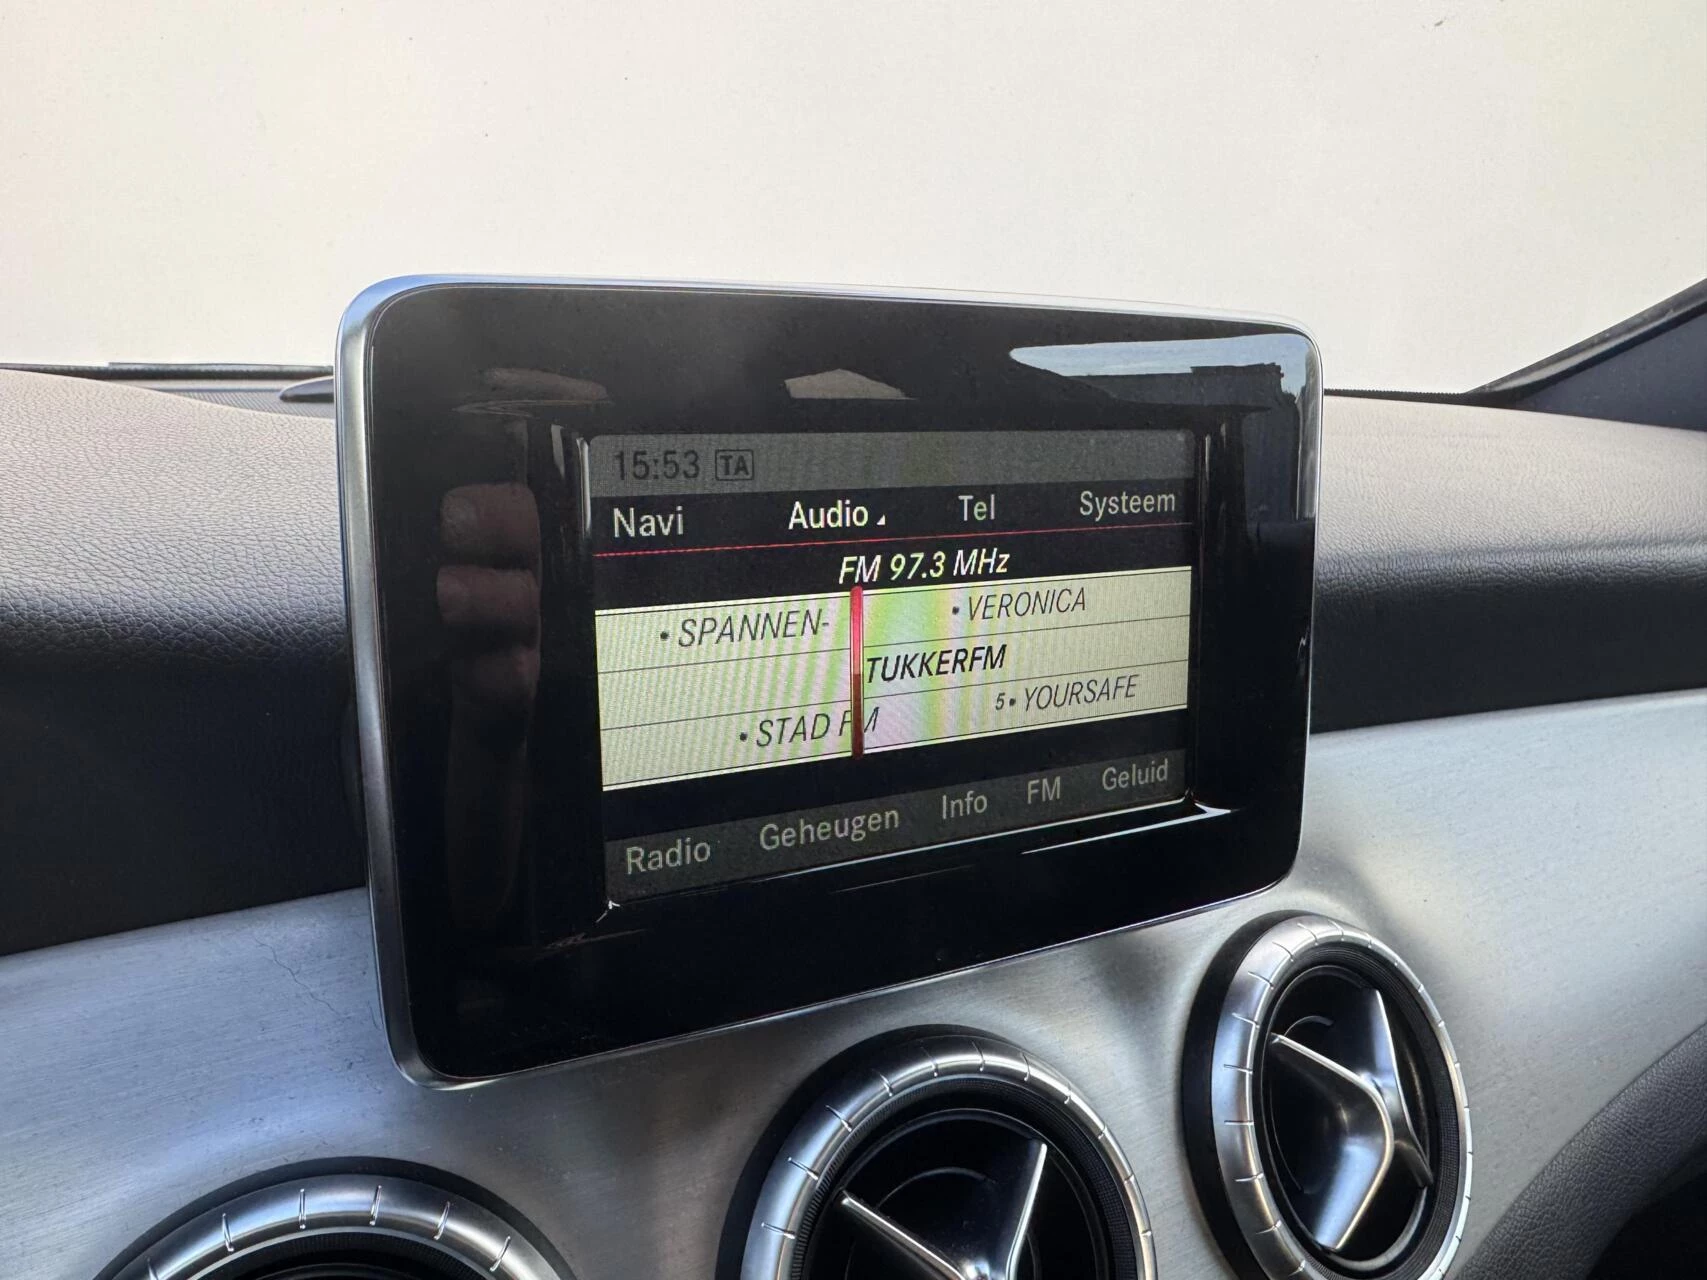 15:53 TA
Navi Audio Tel Systeem
FM 97.3 MHz
• SPANNEN- • VERONICA
TUKKERFM
• STAD FM 5• YOURSAFE
Radio Geheugen Info FM Geluid